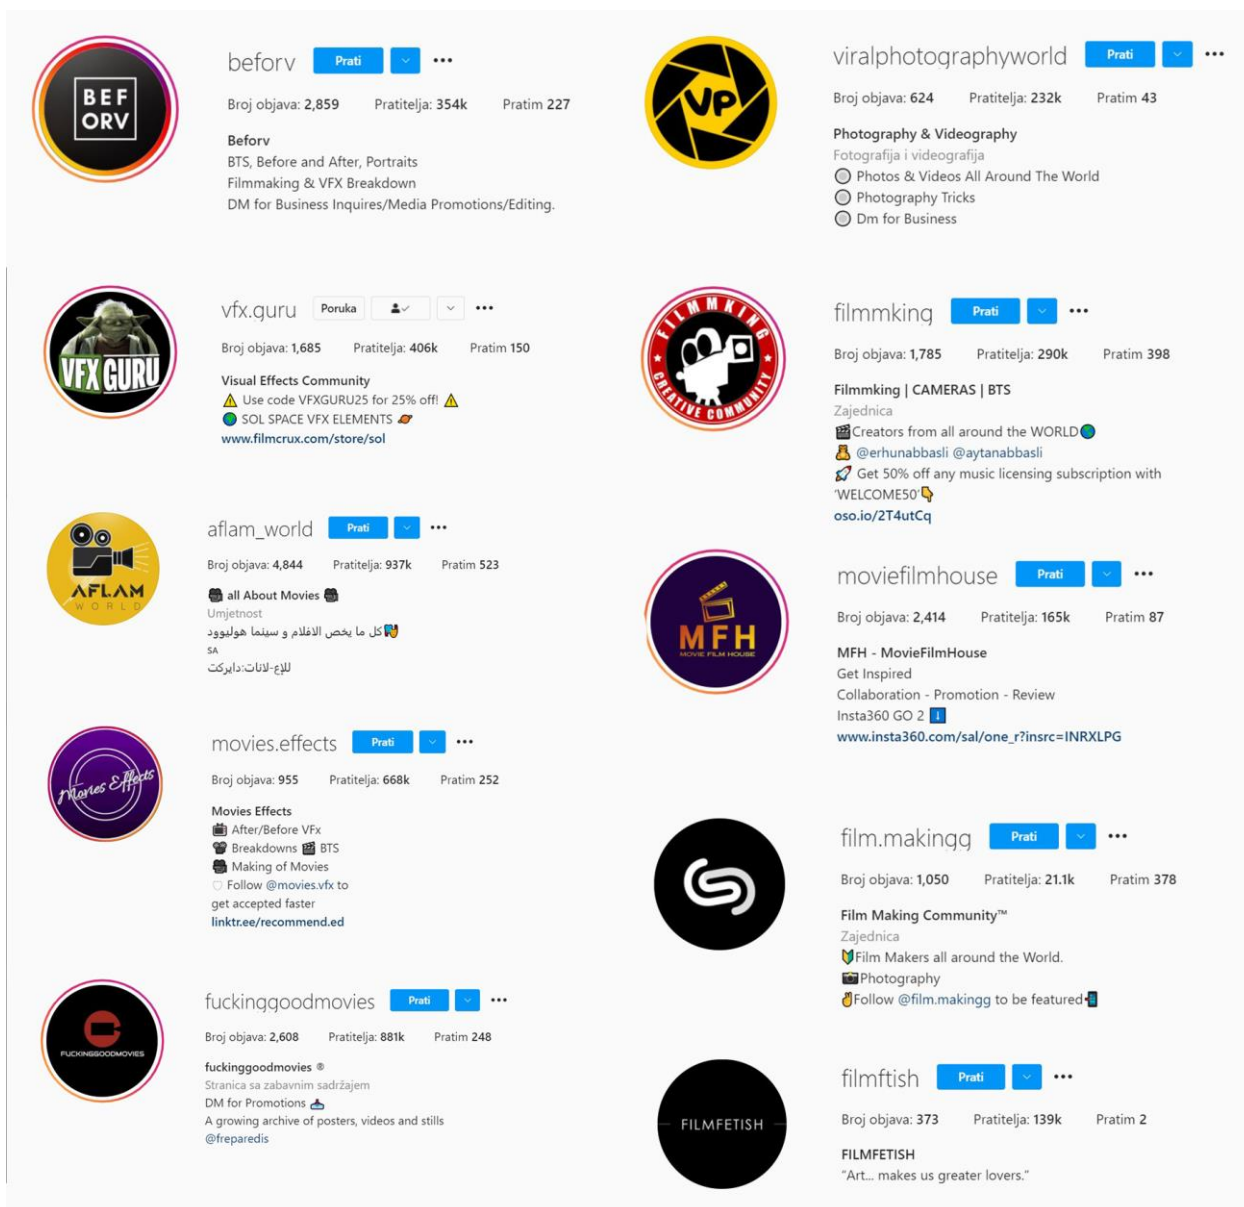 BEF
ORV
beforv Prati
Broj objava: 2,859 Pratitelja: 354k Pratim 227
Beforv
BTS, Before and After, Portraits
Filmmaking & VFX Breakdown
DM for Business Inquires/Media Promotions/Editing.
VFX GURU
vfx.guru Poruka
Broj objava: 1,685 Pratitelja: 406k Pratim 150
Visual Effects Community
⚠️ Use code VFXGURU25 for 25% off! ⚠️
🌍 SOL SPACE VFX ELEMENTS 🪐
www.filmcrux.com/store/sol
AFLAM
WORLD
aflam_world Prati
Broj objava: 4,844 Pratitelja: 937k Pratim 523
🎥 all About Movies 🎥
Umjetnost
كل ما يخص الافلام و سينما هوليوود
SA
للإع-لانات:دايركت
Movies Effects
movies.effects Prati
Broj objava: 955 Pratitelja: 668k Pratim 252
Movies Effects
📺 After/Before VFx
📽 Breakdowns 🎬 BTS
🎥 Making of Movies
🛡 Follow @movies.vfx to
get accepted faster
linktr.ee/recommend.ed
FUCKINGGOODMOVIES
fuckinggoodmovies Prati
Broj objava: 2,608 Pratitelja: 881k Pratim 248
fuckinggoodmovies ®
Stranica sa zabavnim sadržajem
DM for Promotions 📥
A growing archive of posters, videos and stills
@freparedis
VP
viralphotographyworld Prati
Broj objava: 624 Pratitelja: 232k Pratim 43
Photography & Videography
Fotografija i videografija
🔘 Photos & Videos All Around The World
🔘 Photography Tricks
🔘 Dm for Business
FILMMKING
CREATIVE COMMUNITY
filmmking Prati
Broj objava: 1,785 Pratitelja: 290k Pratim 398
Filmmking | CAMERAS | BTS
Zajednica
🎬Creators from all around the WORLD🌍
🧸 @erhunabbasli @aytanabbasli
🚀 Get 50% off any music licensing subscription with
'WELCOME50'👇
oso.io/2T4utCq
MFH
MOVIE FILM HOUSE
moviefilmhouse Prati
Broj objava: 2,414 Pratitelja: 165k Pratim 87
MFH - MovieFilmHouse
Get Inspired
Collaboration - Promotion - Review
Insta360 GO 2 ⬇️
www.insta360.com/sal/one_r?insrc=INRXLPG
film.makingg Prati
Broj objava: 1,050 Pratitelja: 21.1k Pratim 378
Film Making Community™
Zajednica
🔰Film Makers all around the World.
📷Photography
✌Follow @film.makingg to be featured📲
FILMFETISH
filmftish Prati
Broj objava: 373 Pratitelja: 139k Pratim 2
FILMFETISH
"Art... makes us greater lovers."